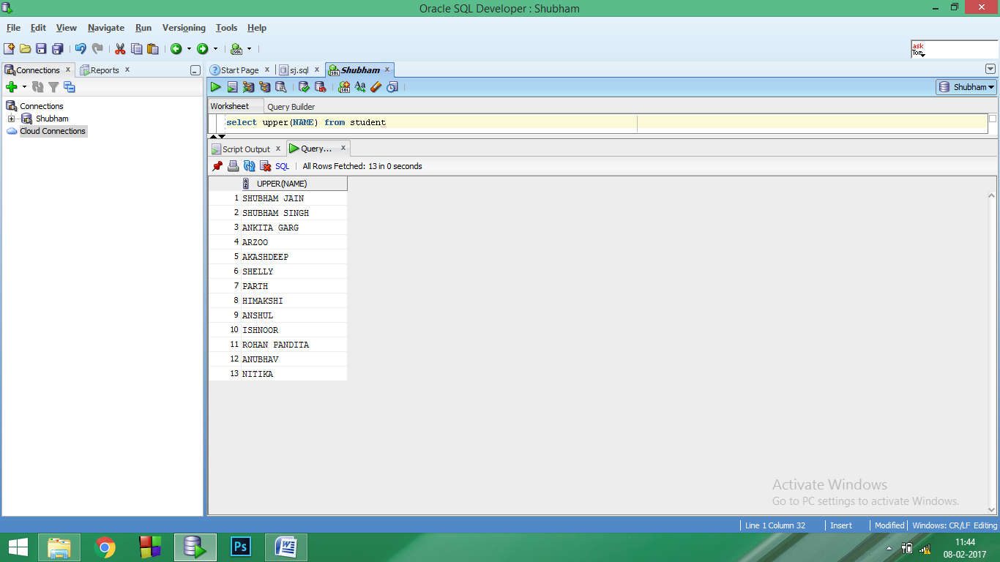 Oracle SQL Developer : Shubham
File Edit View Navigate Run Versioning Tools Help
SQL
ask
Tom
Connections x Reports x
Start Page x sj.sql x Shubham x
Shubham
Connections
Shubham
Cloud Connections
Worksheet Query Builder
select upper(NAME) from student
Script Output x Query... x
SQL All Rows Fetched: 13 in 0 seconds
UPPER(NAME)
1 SHUBHAM JAIN
2 SHUBHAM SINGH
3 ANKITA GARG
4 ARZOO
5 AKASHDEEP
6 SHELLY
7 PARTH
8 HIMAKSHI
9 ANSHUL
10 ISHNOOR
11 ROHAN PANDITA
12 ANUBHAV
13 NITIKA
Activate Windows
Go to PC settings to activate Windows.
Line 1 Column 32 Insert Modified Windows: CR/LF Editing
Ps
11:44
08-02-2017